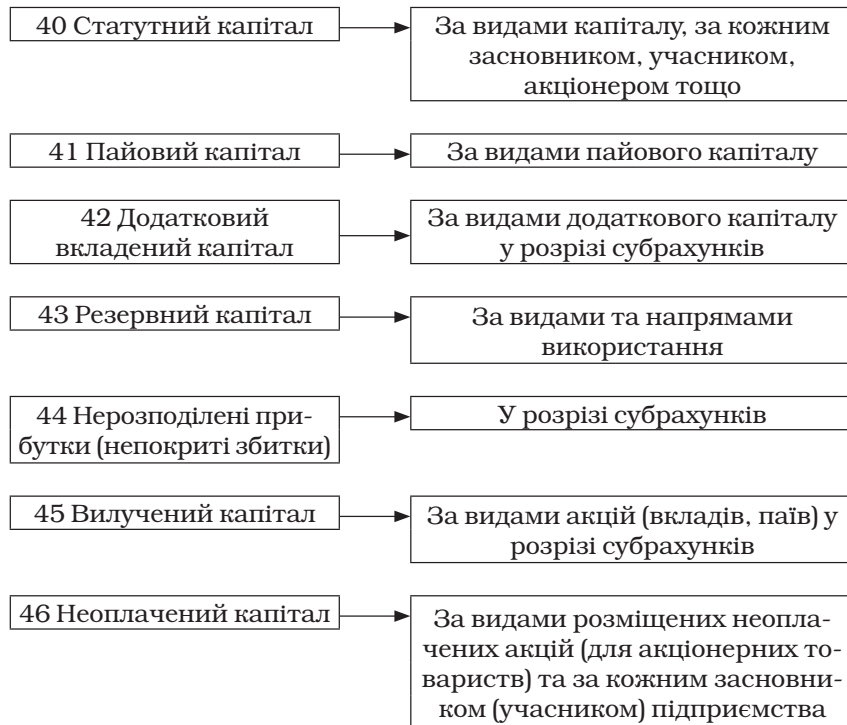 40 Статутний капітал
За видами капіталу, за кожним
засновником, учасником,
акціонером тощо
41 Пайовий капітал
За видами пайового капіталу
42 Додатковий
вкладений капітал
За видами додаткового капіталу
у розрізі субрахунків
43 Резервний капітал
За видами та напрямами
використання
44 Нерозподілені при-
бутки (непокриті збитки)
У розрізі субрахунків
45 Вилучений капітал
За видами акцій (вкладів, паїв) у
розрізі субрахунків
46 Неоплачений капітал
За видами розміщених неопла-
чених акцій (для акціонерних то-
вариств) та за кожним засновни-
ком (учасником) підприємства